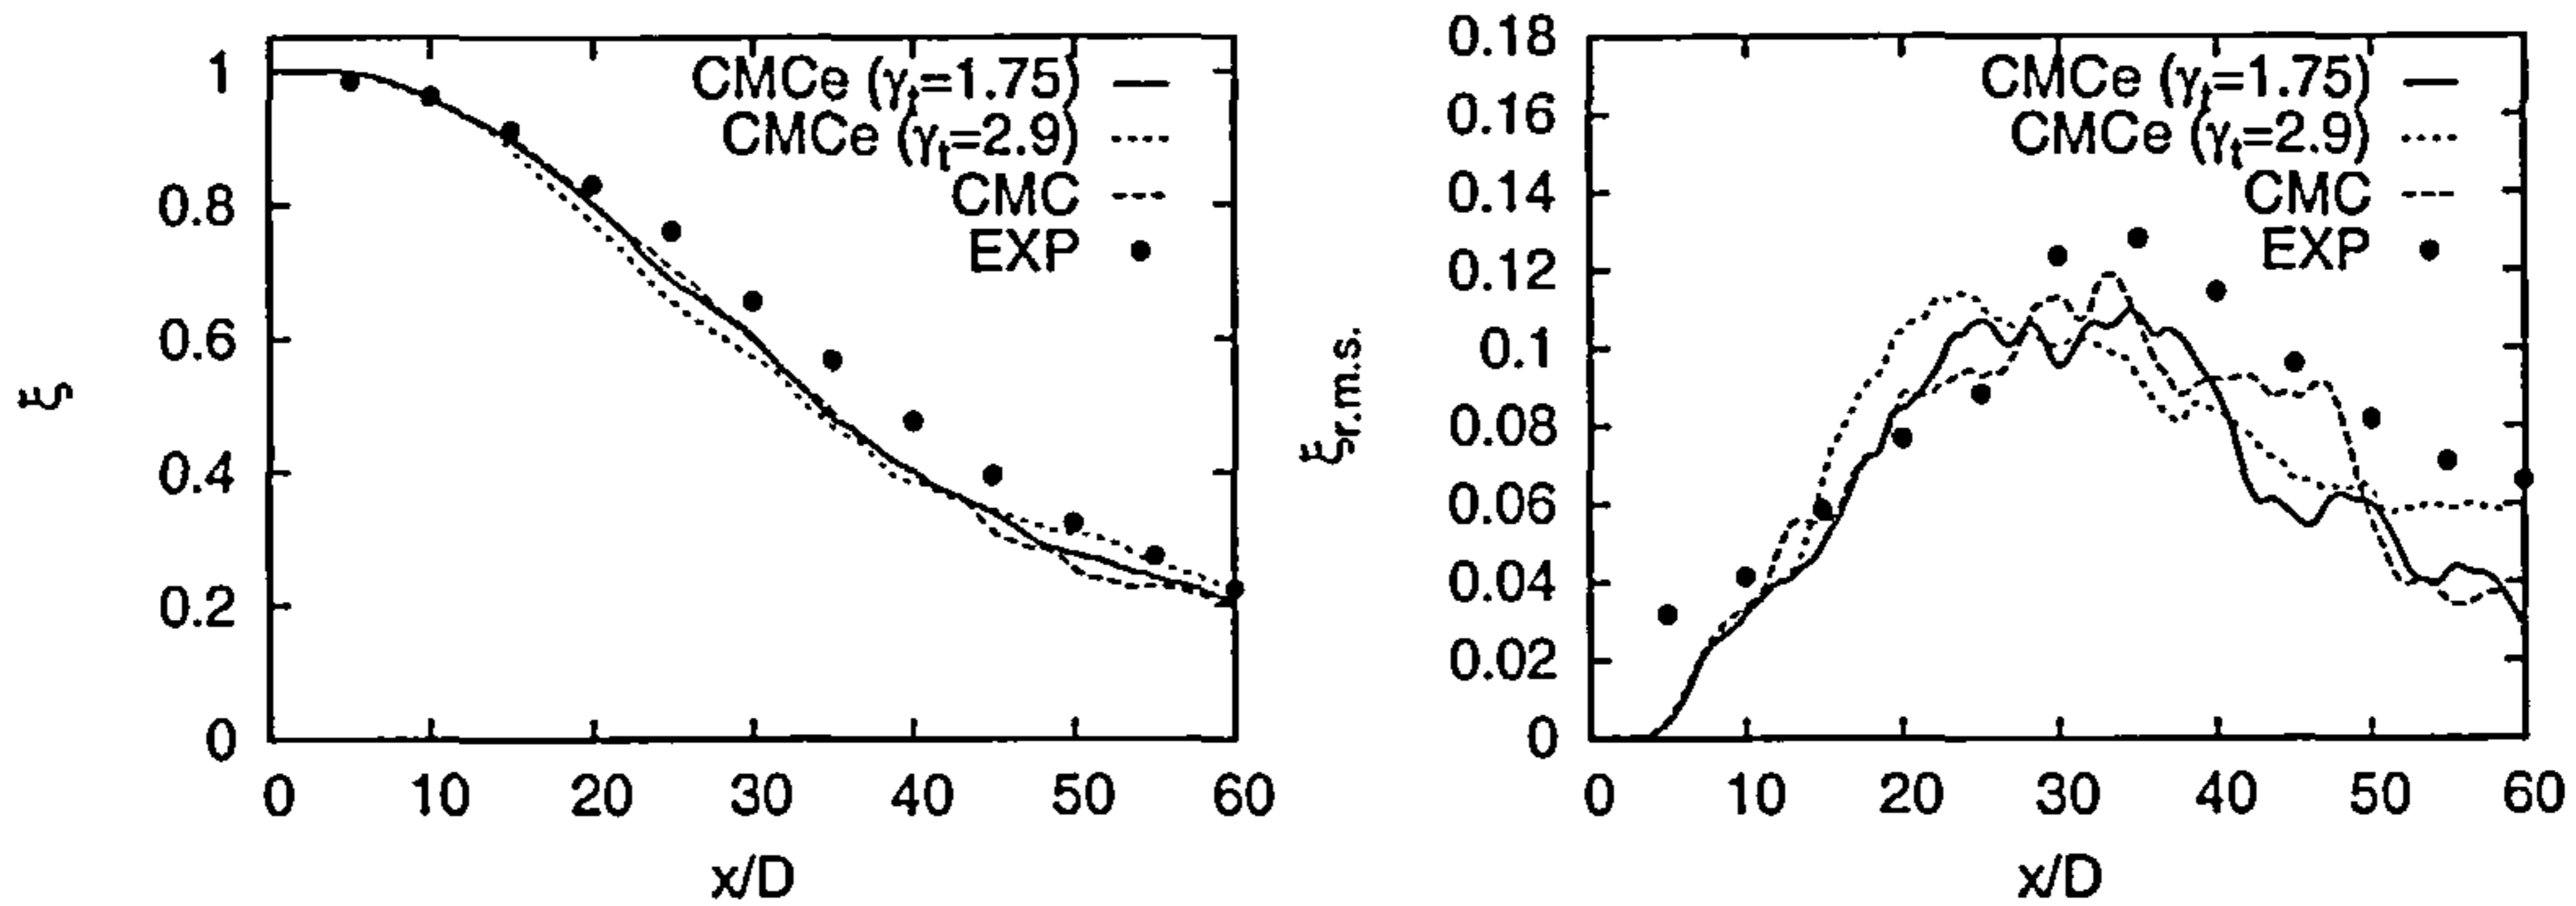 1
0.8
0.6
0.4
0.2
0
ξ
CMCe (γt=1.75)
CMCe (γt=2.9)
CMC
EXP
0 10 20 30 40 50 60
x/D
0.18
0.16
0.14
0.12
0.1
0.08
0.06
0.04
0.02
0
ξr.m.s.
CMCe (γt=1.75)
CMCe (γt=2.9)
CMC
EXP
0 10 20 30 40 50 60
x/D